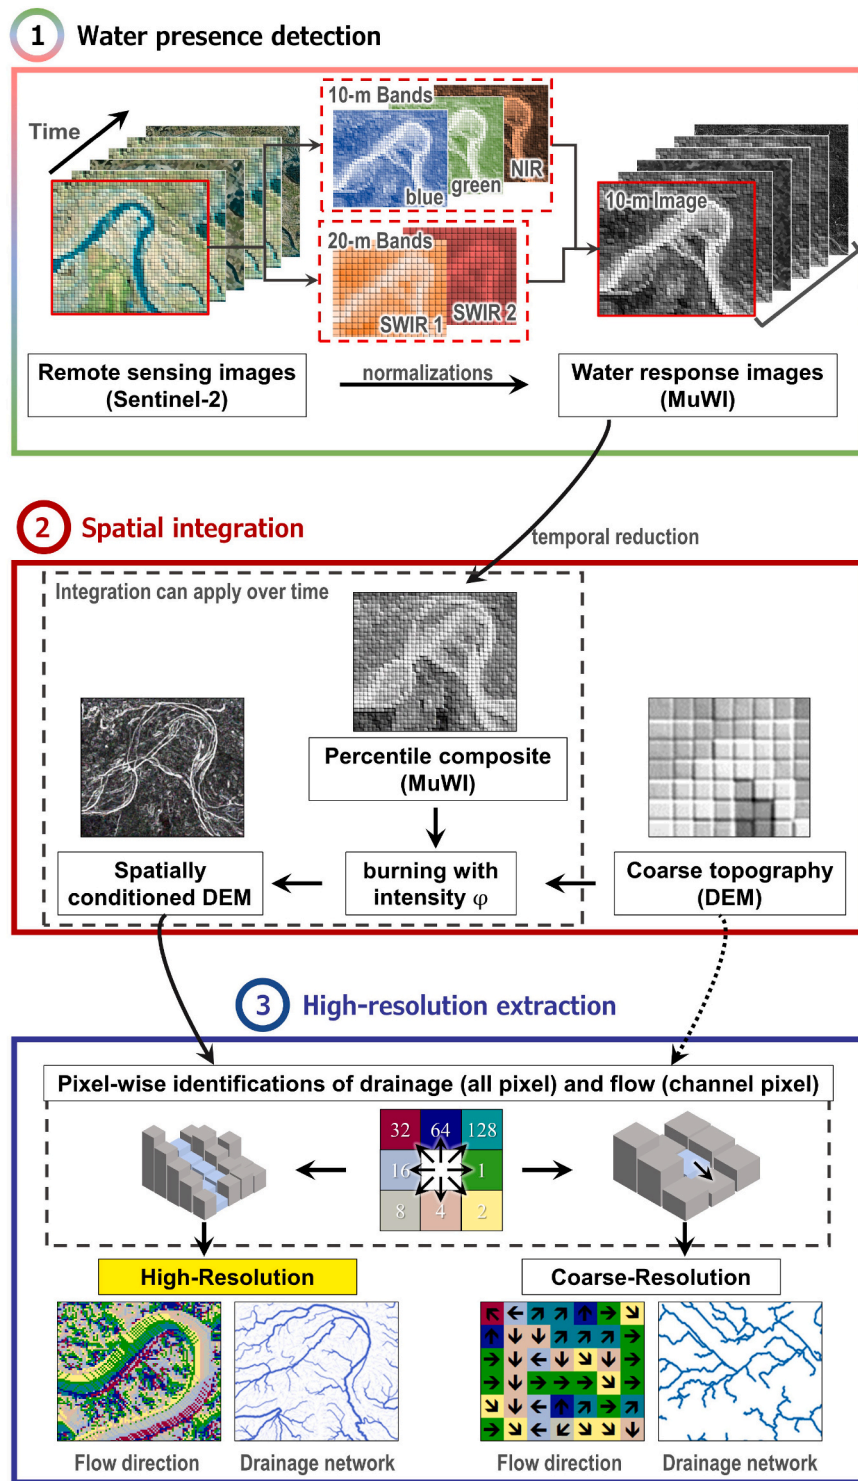 1 Water presence detection
Time
10-m Bands
blue
green
NIR
20-m Bands
SWIR 1
SWIR 2
10-m Image
Remote sensing images
(Sentinel-2)
normalizations
Water response images
(MuWI)
2 Spatial integration
temporal reduction
Integration can apply over time
Percentile composite
(MuWI)
Spatially
conditioned DEM
burning with
intensity φ
Coarse topography
(DEM)
3 High-resolution extraction
Pixel-wise identifications of drainage (all pixel) and flow (channel pixel)
32 64 128
16 1
8 4 2
High-Resolution
Coarse-Resolution
Flow direction
Drainage network
Flow direction
Drainage network